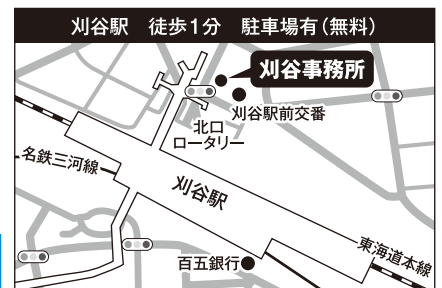 刈谷駅 徒歩1分 駐車場有(無料)
刈谷事務所
刈谷駅前交番
北口
ロータリー
名鉄三河線
刈谷駅
東海道本線
百五銀行